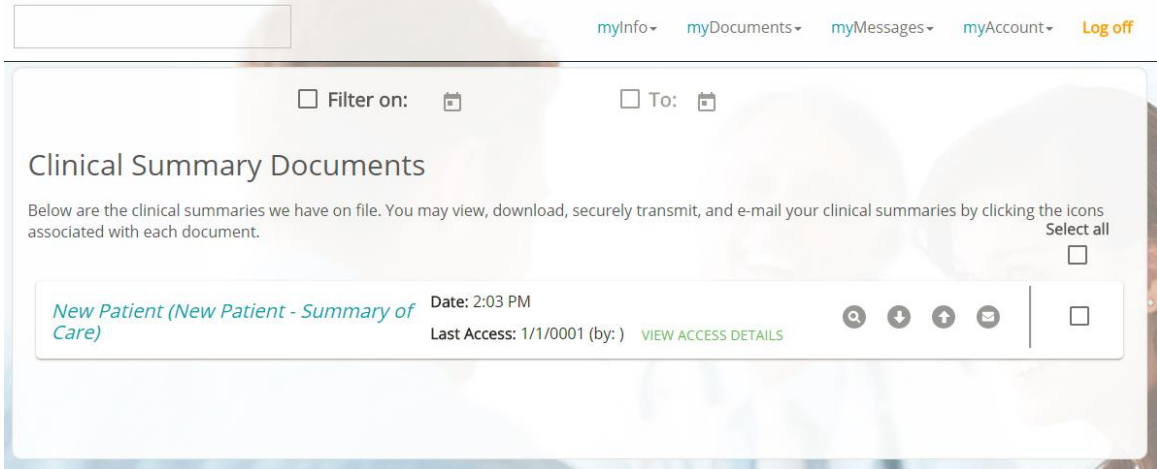 myInfo myDocuments myMessages myAccount Log off
Filter on: To:
Clinical Summary Documents
Below are the clinical summaries we have on file. You may view, download, securely transmit, and e-mail your clinical summaries by clicking the icons
associated with each document.
Select all
New Patient (New Patient - Summary of
Care)
Date: 2:03 PM
Last Access: 1/1/0001 (by: ) VIEW ACCESS DETAILS